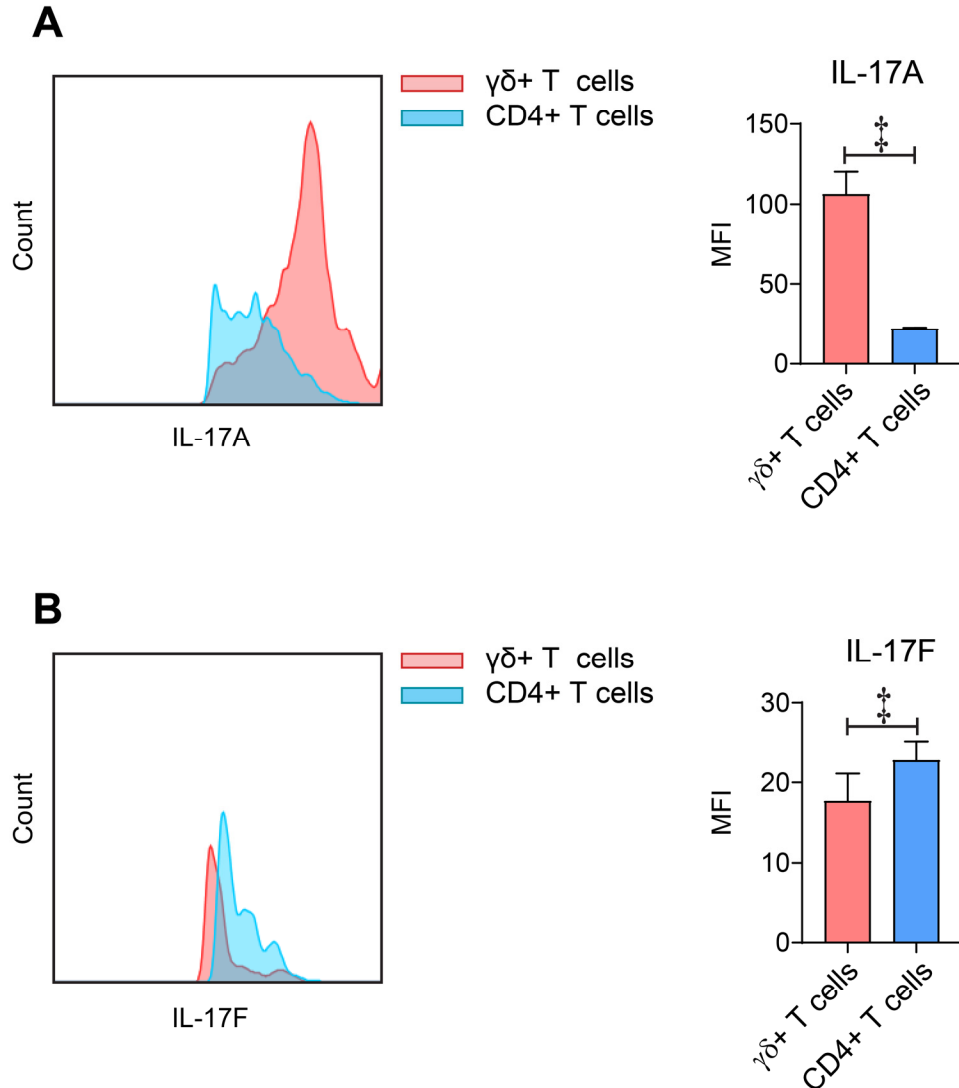 A
γδ+ T cells
CD4+ T cells
Count
IL-17A
IL-17A
‡
150
100
50
0
MFI
γδ+ T cells
CD4+ T cells
B
γδ+ T cells
CD4+ T cells
Count
IL-17F
IL-17F
‡
30
20
10
0
MFI
γδ+ T cells
CD4+ T cells